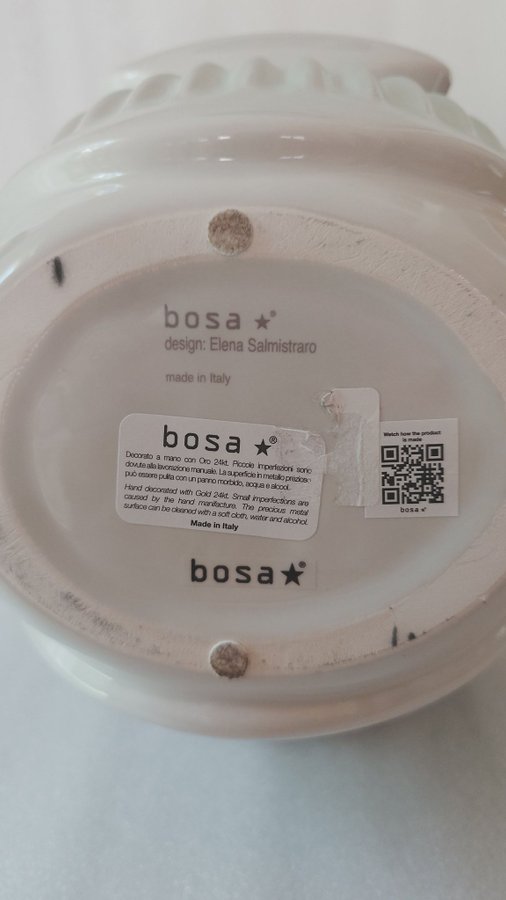 bosa ★®
design: Elena Salmistraro
made in Italy
bosa ★®
Decorato a mano con Oro 24kt. Piccole Imperfezioni sono
dovute alla lavorazione manuale. La superficie in metallo prezioso
può essere pulita con un panno morbido, acqua e alcol.
Hand decorated with Gold 24kt. Small imperfections are
caused by the hand manifacture. The precious metal
surface can be cleaned with a soft cloth, water and alcohol.
Made in Italy
Watch how the product
is made
bosa ★
bosa★®